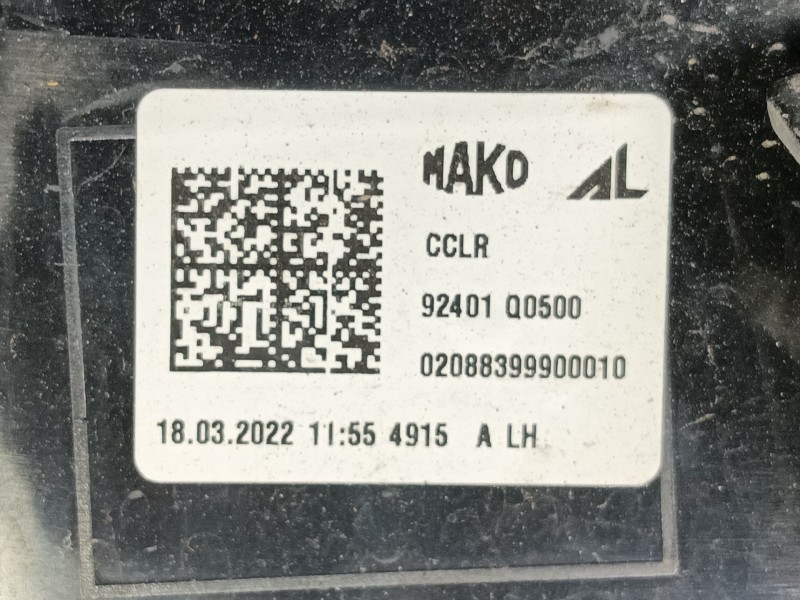 MAKO AL
CCLR
92401 Q0500
02088399900010
18.03.2022 11:55 4915 A LH